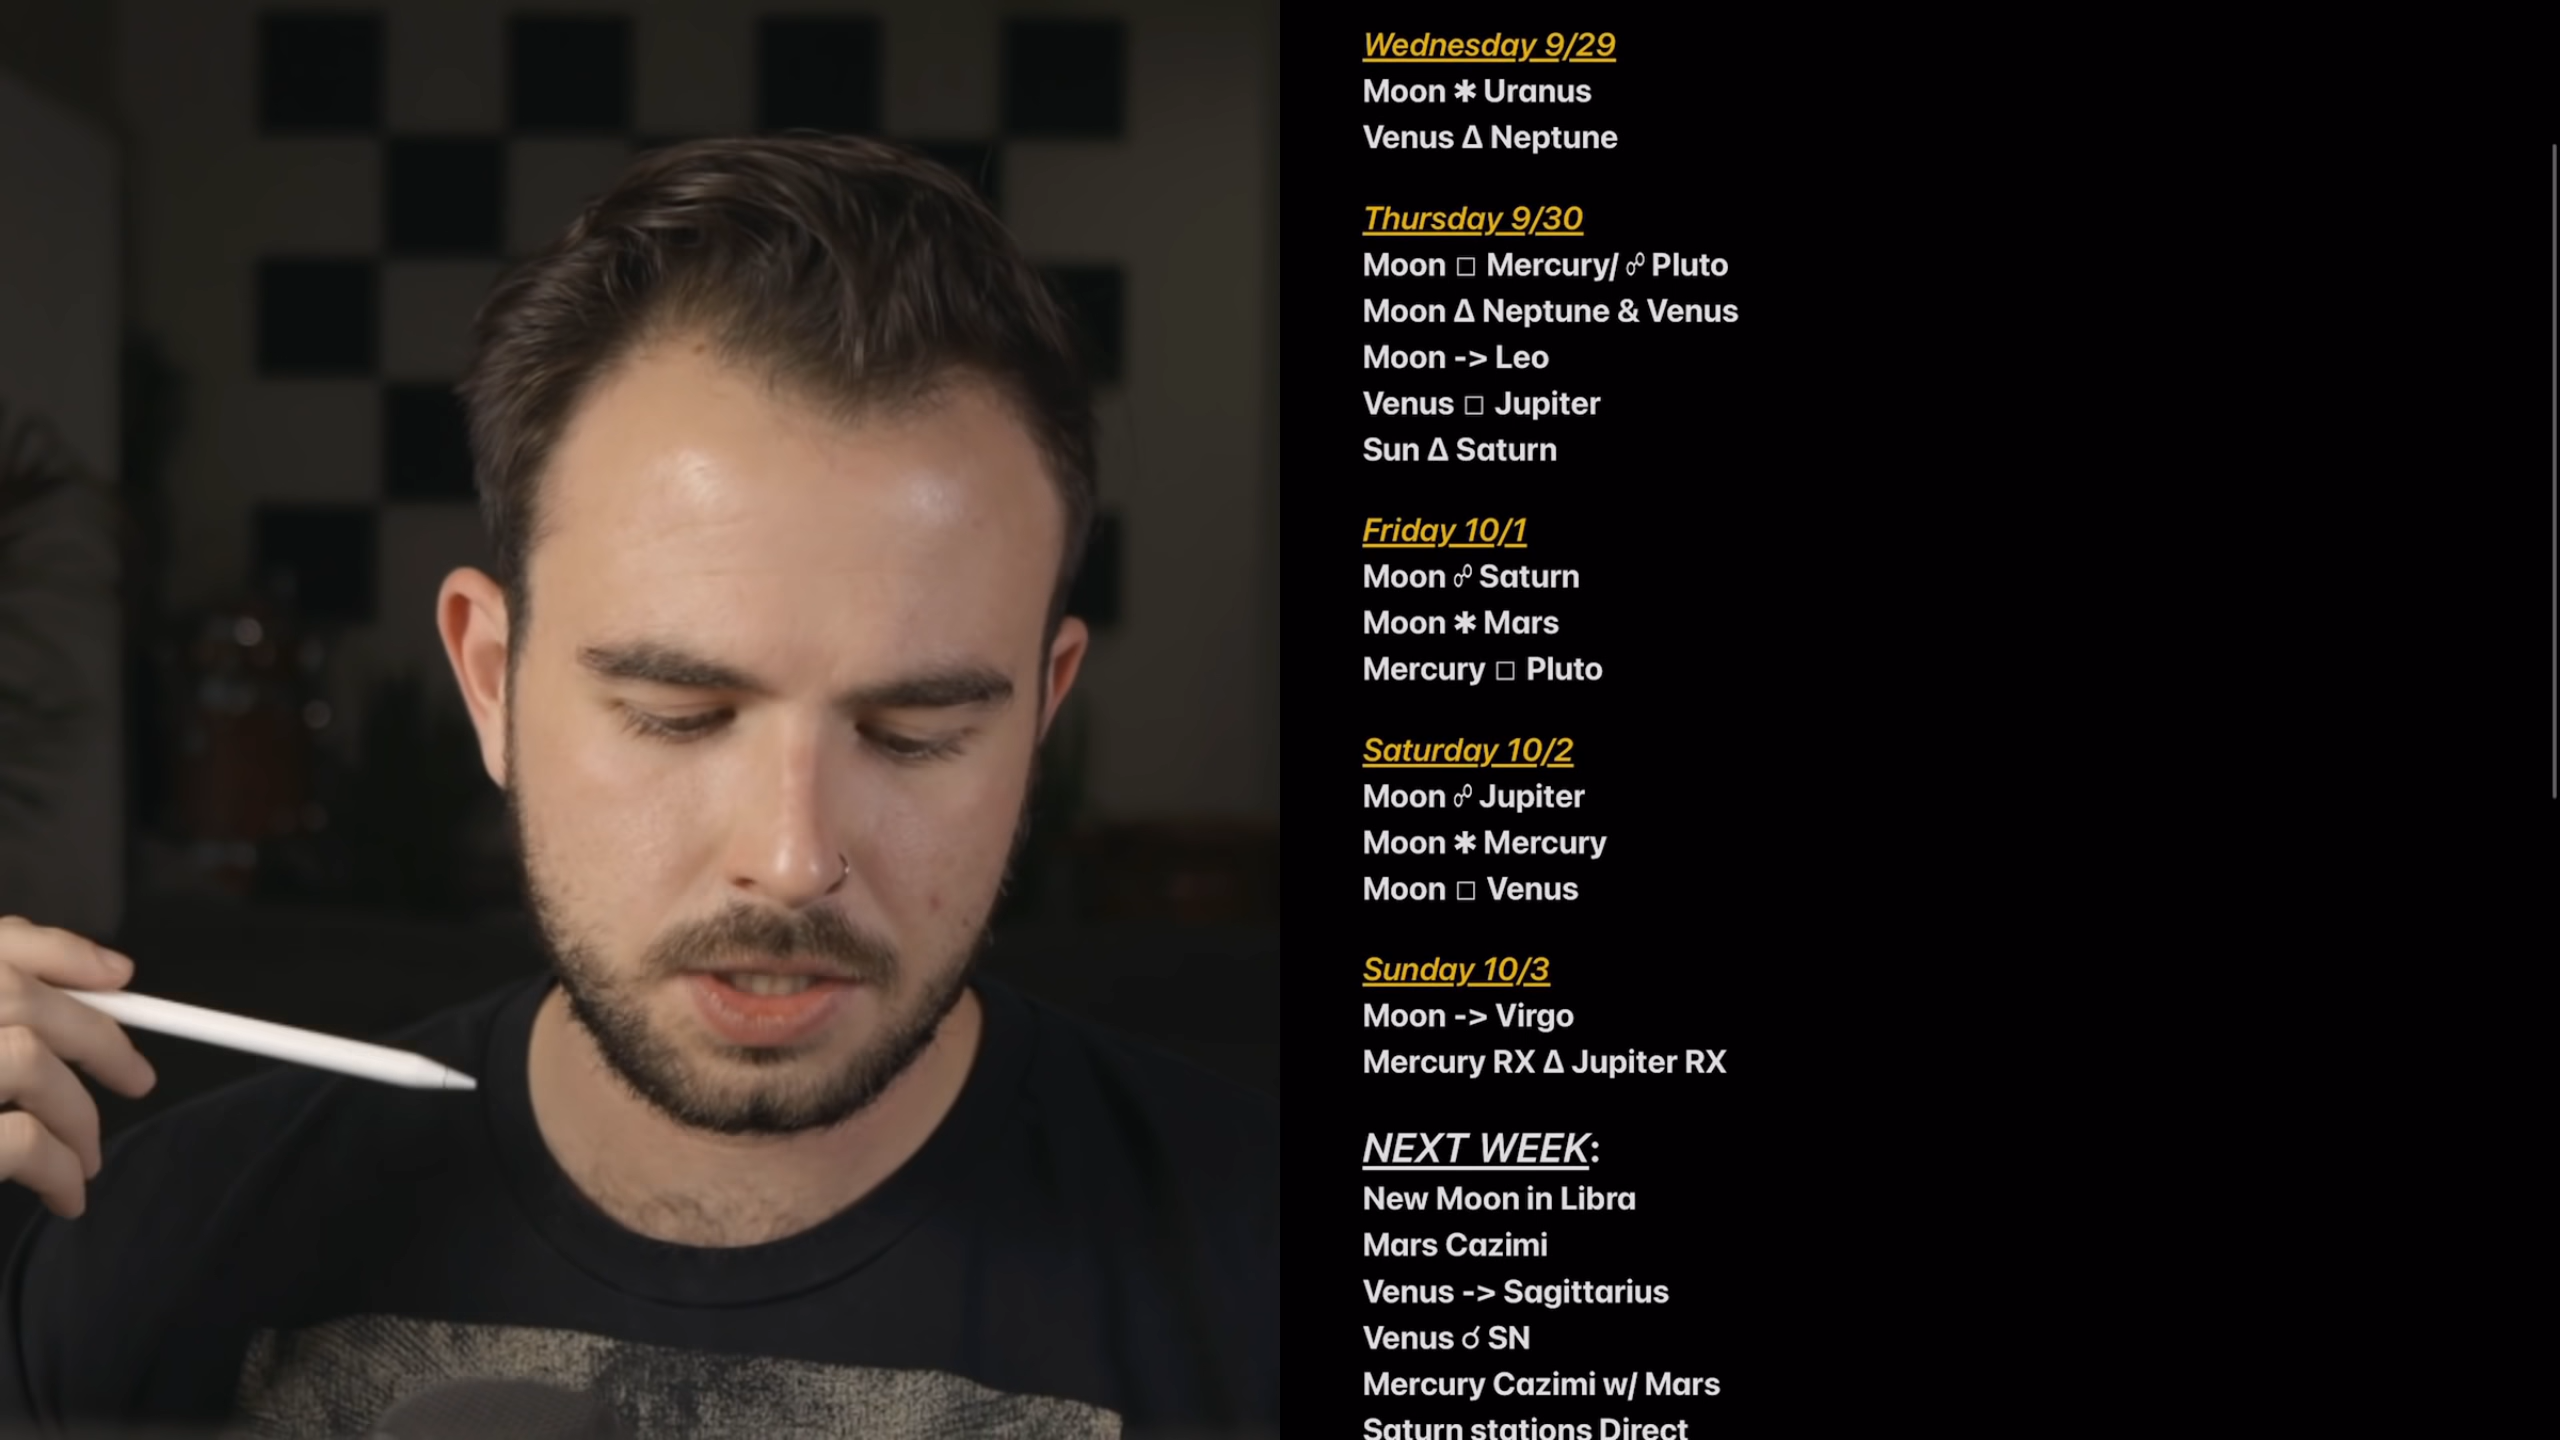 Wednesday 9/29
Moon ✱ Uranus
Venus Δ Neptune
Thursday 9/30
Moon □ Mercury/ ☍ Pluto
Moon Δ Neptune & Venus
Moon -> Leo
Venus □ Jupiter
Sun Δ Saturn
Friday 10/1
Moon ☍ Saturn
Moon ✱ Mars
Mercury □ Pluto
Saturday 10/2
Moon ☍ Jupiter
Moon ✱ Mercury
Moon □ Venus
Sunday 10/3
Moon -> Virgo
Mercury RX Δ Jupiter RX
NEXT WEEK:
New Moon in Libra
Mars Cazimi
Venus -> Sagittarius
Venus ☌ SN
Mercury Cazimi w/ Mars
Saturn stations Direct